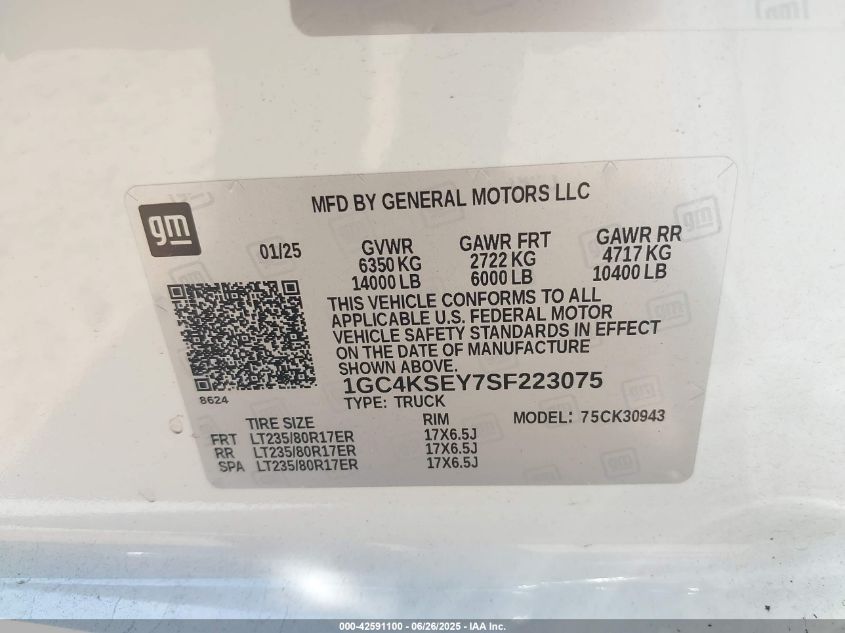 MFD BY GENERAL MOTORS LLC
gm
01/25
GVWR
6350 KG
14000 LB
GAWR FRT
2722 KG
6000 LB
GAWR RR
4717 KG
10400 LB
THIS VEHICLE CONFORMS TO ALL
APPLICABLE U.S. FEDERAL MOTOR
VEHICLE SAFETY STANDARDS IN EFFECT
ON THE DATE OF MANUFACTURE
SHOWN ABOVE.
8624
1GC4KSEY7SF223075
TYPE: TRUCK
MODEL: 75CK30943
TIRE SIZE RIM
FRT LT235/80R17ER 17X6.5J
RR LT235/80R17ER 17X6.5J
SPA LT235/80R17ER 17X6.5J
000-42591100 - 06/26/2025 - IAA Inc.